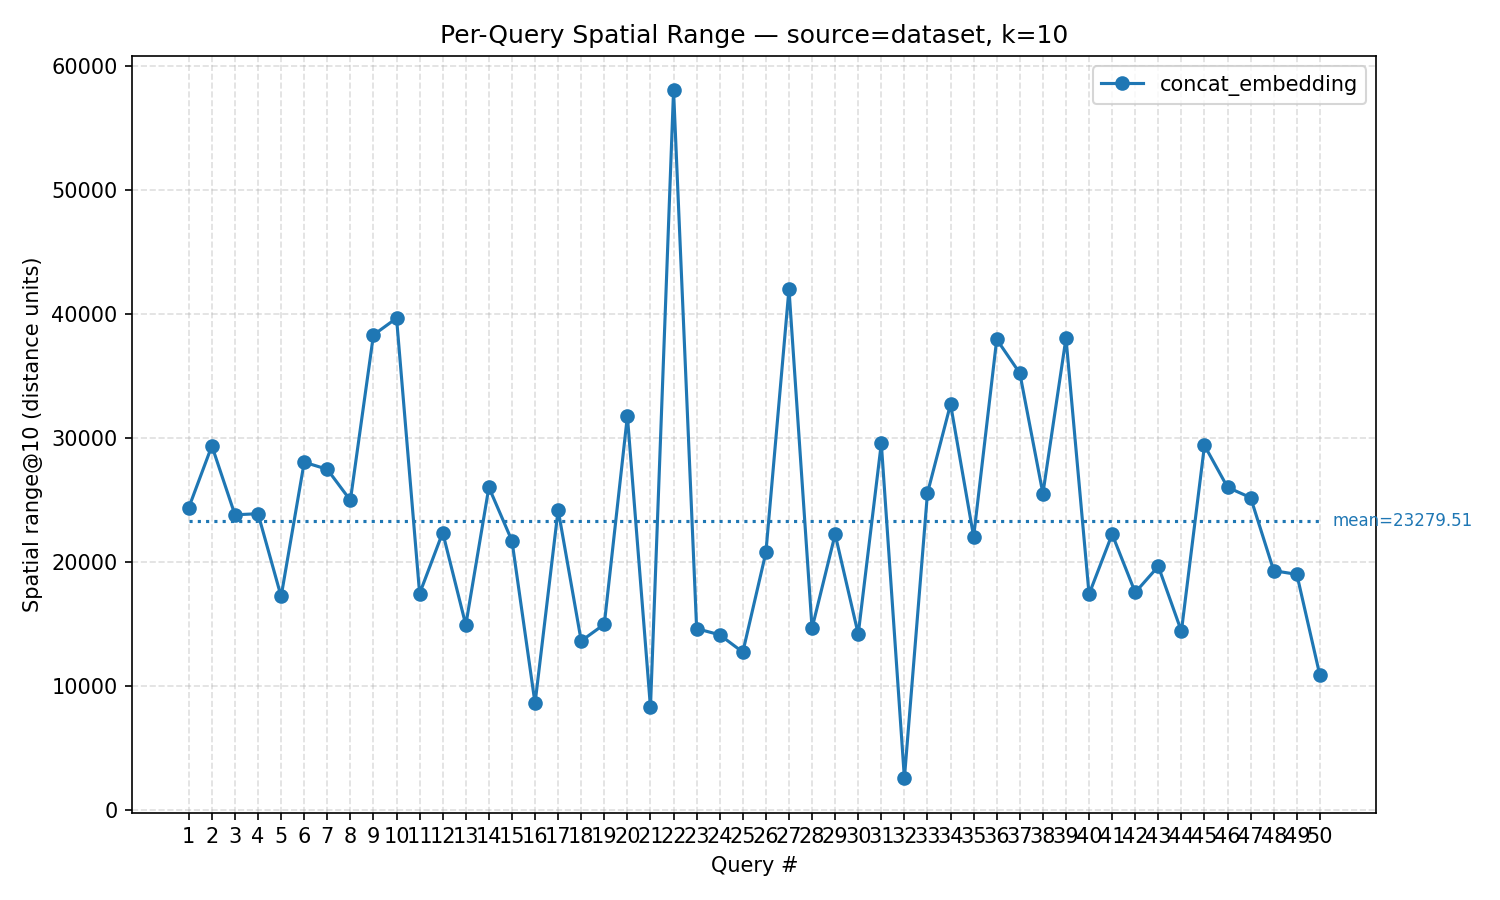 Per-Query Spatial Range — source=dataset, k=10
concat_embedding
60000
50000
40000
30000
20000
10000
0
Spatial range@10 (distance units)
mean=23279.51
1 2 3 4 5 6 7 8 9 10 11 12 13 14 15 16 17 18 19 20 21 22 23 24 25 26 27 28 29 30 31 32 33 34 35 36 37 38 39 40 41 42 43 44 45 46 47 48 49 50
Query #